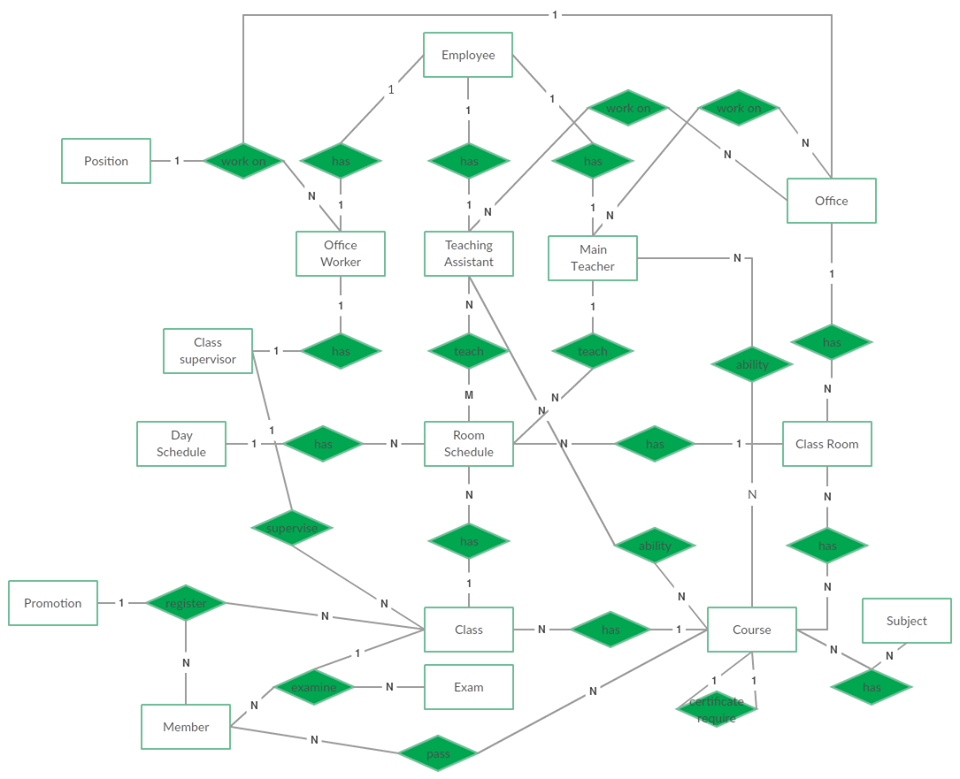 1
Employee
1
1
1
work on
work on
N
N
Position
1
work on
has
has
has
N
1
1
N
1
N
Office
Office
Worker
Teaching
Assistant
Main
Teacher
N
1
1
N
1
Class
supervisor
1
has
teach
teach
has
ability
M
N
N
N
1
Day
Schedule
1
has
N
Room
Schedule
N
has
1
Class Room
N
N
N
supervise
has
ability
has
1
N
N
N
Promotion
1
register
N
Class
N
has
1
Course
Subject
1
N
N
N
examine
N
Exam
N
1
1
has
N
certificate
require
Member
N
pass